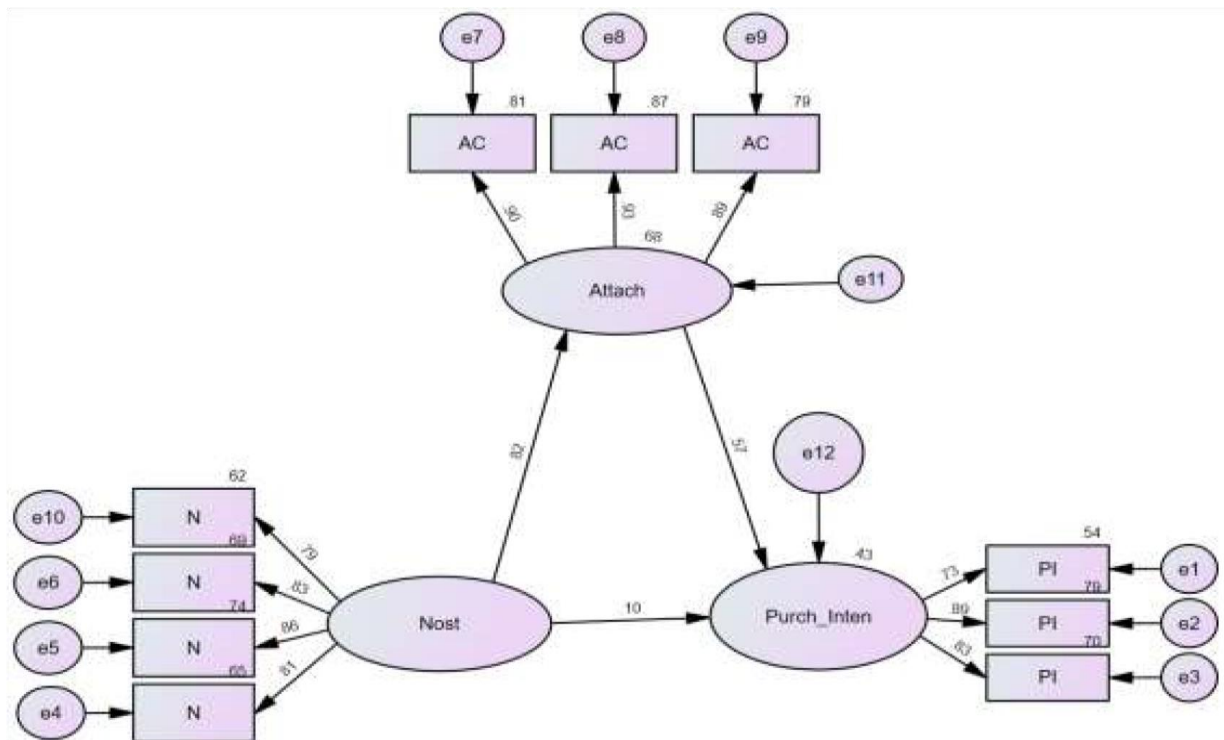 e7 e8 e9
.81 .87 .79
AC AC AC
.90 .93 .89
.68
Attach
e11
.82
.57
e12
.62
e10 N
.79
.69
e6 N
.83
.74
e5 N
.86
.65
e4 N
.81
Nost
.10
.43
Purch_Inten
.54
.73
PI e1
.79
.89
PI e2
.70
.83
PI e3